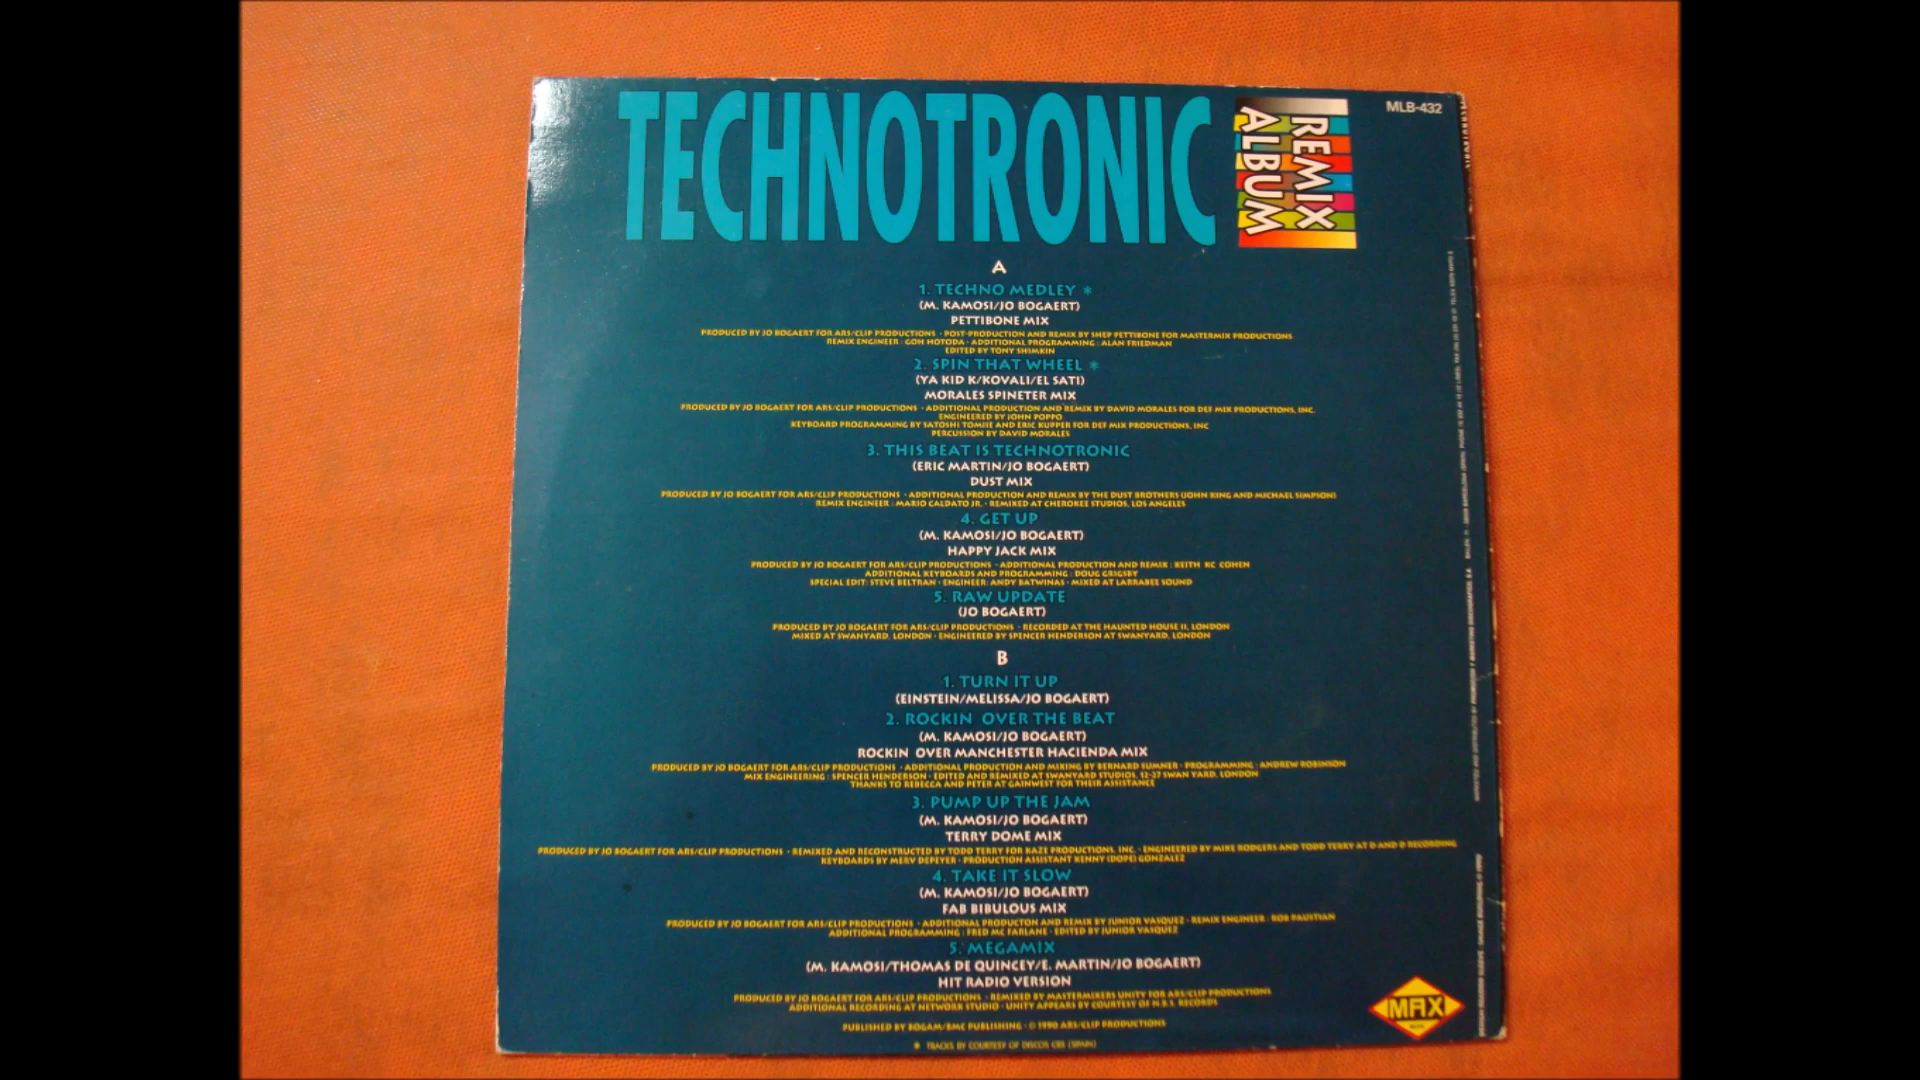 TECHNOTRONIC
REMIX
ALBUM
MLB-432
A
1. TECHNO MEDLEY *
(M. KAMOSI/JO BOGAERT)
PETTIBONE MIX
PRODUCED BY JO BOGAERT FOR ARS/CLIP PRODUCTIONS · POST-PRODUCTION AND REMIX BY SHEP PETTIBONE FOR MASTERMIX PRODUCTIONS
REMIX ENGINEER : GOH HOTODA · ADDITIONAL PROGRAMMING : ALAN FRIEDMAN
EDITED BY TONY SHIMKIN
2. SPIN THAT WHEEL *
(YA KID K/KOVALI/EL SATI)
MORALES SPINETER MIX
PRODUCED BY JO BOGAERT FOR ARS/CLIP PRODUCTIONS · ADDITIONAL PRODUCTION AND REMIX BY DAVID MORALES FOR DEF MIX PRODUCTIONS, INC.
ENGINEERED BY JOHN POPPO
KEYBOARD PROGRAMMING BY SATOSHI TOMIIE AND ERIC KUPPER FOR DEF MIX PRODUCTIONS, INC
PERCUSSION BY DAVID MORALES
3. THIS BEAT IS TECHNOTRONIC
(ERIC MARTIN/JO BOGAERT)
DUST MIX
PRODUCED BY JO BOGAERT FOR ARS/CLIP PRODUCTIONS · ADDITIONAL PRODUCTION AND REMIX BY THE DUST BROTHERS (JOHN KING AND MICHAEL SIMPSON)
REMIX ENGINEER : MARIO CALDATO JR. · REMIXED AT CHEROKEE STUDIOS, LOS ANGELES
4. GET UP
(M. KAMOSI/JO BOGAERT)
HAPPY JACK MIX
PRODUCED BY JO BOGAERT FOR ARS/CLIP PRODUCTIONS · ADDITIONAL PRODUCTION AND REMIX : KEITH KC COHEN
ADDITIONAL KEYBOARDS AND PROGRAMMING : DOUG GRIGSBY
SPECIAL EDIT: STEVE BELTRAN · ENGINEER: ANDY BATWINAS · MIXED AT LARRABEE SOUND
5. RAW UPDATE
(JO BOGAERT)
PRODUCED BY JO BOGAERT FOR ARS/CLIP PRODUCTIONS · RECORDED AT THE HAUNTED HOUSE II, LONDON
MIXED AT SWANYARD, LONDON · ENGINEERED BY SPENCER HENDERSON AT SWANYARD, LONDON
B
1. TURN IT UP
(EINSTEIN/MELISSA/JO BOGAERT)
2. ROCKIN OVER THE BEAT
(M. KAMOSI/JO BOGAERT)
ROCKIN OVER MANCHESTER HACIENDA MIX
PRODUCED BY JO BOGAERT FOR ARS/CLIP PRODUCTIONS · ADDITIONAL PRODUCTION AND MIXING BY BERNARD SUMNER · PROGRAMMING : ANDREW ROBINSON
MIX ENGINEERING : SPENCER HENDERSON · EDITED AND REMIXED AT SWANYARD STUDIOS, 12-27 SWAN YARD, LONDON
THANKS TO REBECCA AND PETER AT GAINWEST FOR THEIR ASSISTANCE
3. PUMP UP THE JAM
(M. KAMOSI/JO BOGAERT)
TERRY DOME MIX
PRODUCED BY JO BOGAERT FOR ARS/CLIP PRODUCTIONS · REMIXED AND RECONSTRUCTED BY TODD TERRY FOR HAZE PRODUCTIONS, INC. · ENGINEERED BY MIKE RODGERS AND TODD TERRY AT D AND D RECORDING
KEYBOARDS BY MERV DEPEYER · PRODUCTION ASSISTANT KENNY (DOPE) GONZALEZ
4. TAKE IT SLOW
(M. KAMOSI/JO BOGAERT)
FAB BIBULOUS MIX
PRODUCED BY JO BOGAERT FOR ARS/CLIP PRODUCTIONS · ADDITIONAL PRODUCTON AND REMIX BY JUNIOR VASQUEZ · REMIX ENGINEER : BOB PAUSTIAN
ADDITIONAL PROGRAMMING : FRED MC FARLANE · EDITED BY JUNIOR VASQUEZ
5. MEGAMIX
(M. KAMOSI/THOMAS DE QUINCEY/E. MARTIN/JO BOGAERT)
HIT RADIO VERSION
PRODUCED BY JO BOGAERT FOR ARS/CLIP PRODUCTIONS · REMIXED BY MASTERMIXERS UNITY FOR ARS/CLIP PRODUCTIONS
ADDITIONAL RECORDING AT NETWORK STUDIO · UNITY APPEARS BY COURTESY OF N.R.S. RECORDS
PUBLISHED BY BOGAM/BMC PUBLISHING · © 1990 ARS/CLIP PRODUCTIONS
* TRACKS BY COURTESY OF DISCOS CBS (SPAIN)
MAX